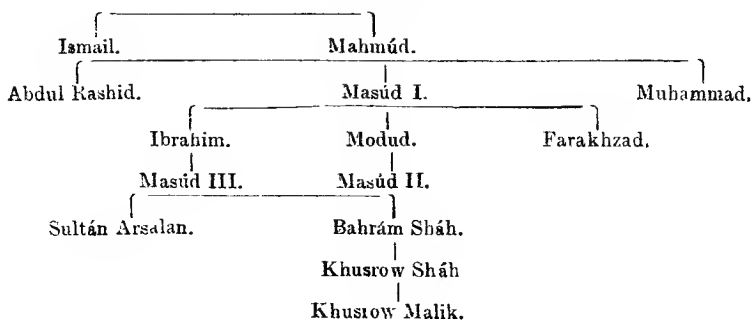 Ismail. Mahmúd.
Abdul Rashid. Masúd I. Muhammad.
Ibrahim. Modud. Farakhzad.
Masúd III. Masúd II.
Sultán Arsalan. Bahrám Sháh.
Khusrow Sháh
Khusrow Malik.